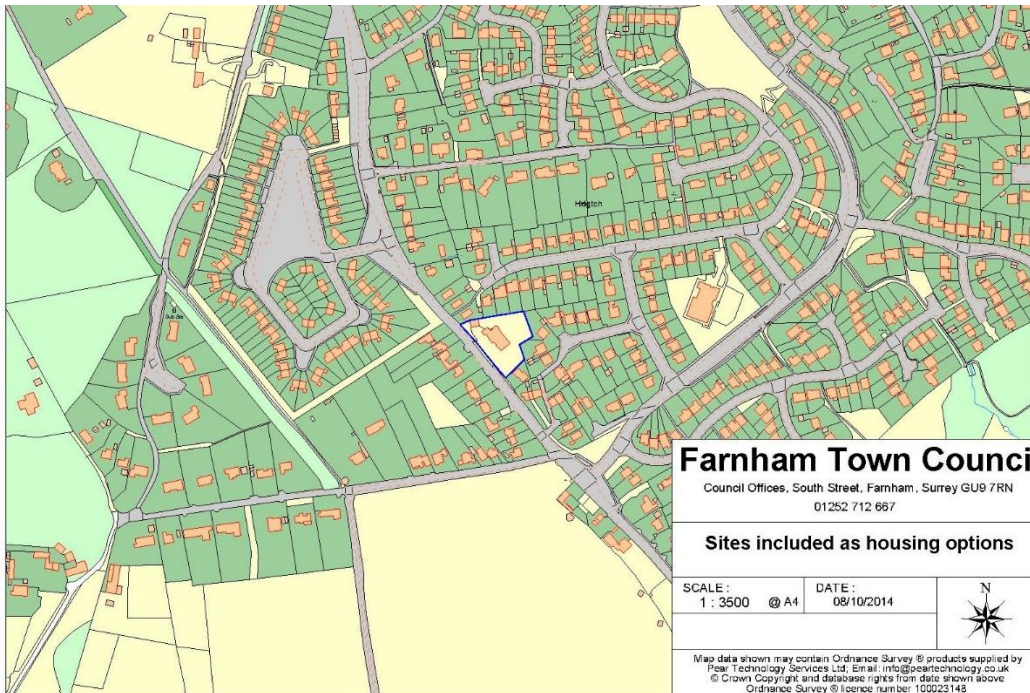 Farnham Town Counci
Council Offices, South Street, Farnham, Surrey GU9 7RN
01252 712 667
Sites included as housing options
SCALE :
1 : 3500 @ A4
DATE :
08/10/2014
N
Map data shown may contain Ordnance Survey ® products supplied by
Pear Technology Services Ltd; Email: info@peartechnology.co.uk
© Crown Copyright and database rights from date shown above
Ordnance Survey ® licence number 100023148